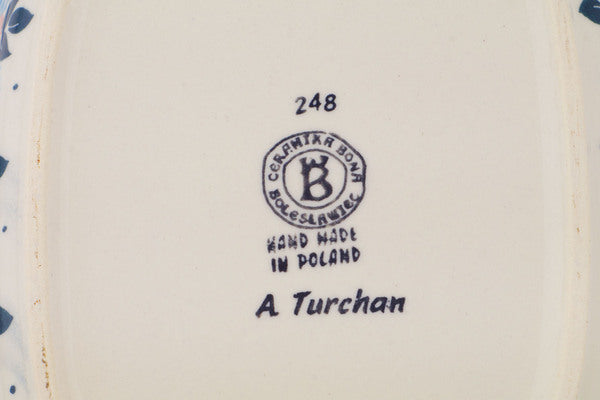 248
CERAMIKA BONA
B
BOLESŁAWIEC
HAND MADE
IN POLAND
A. Turchan